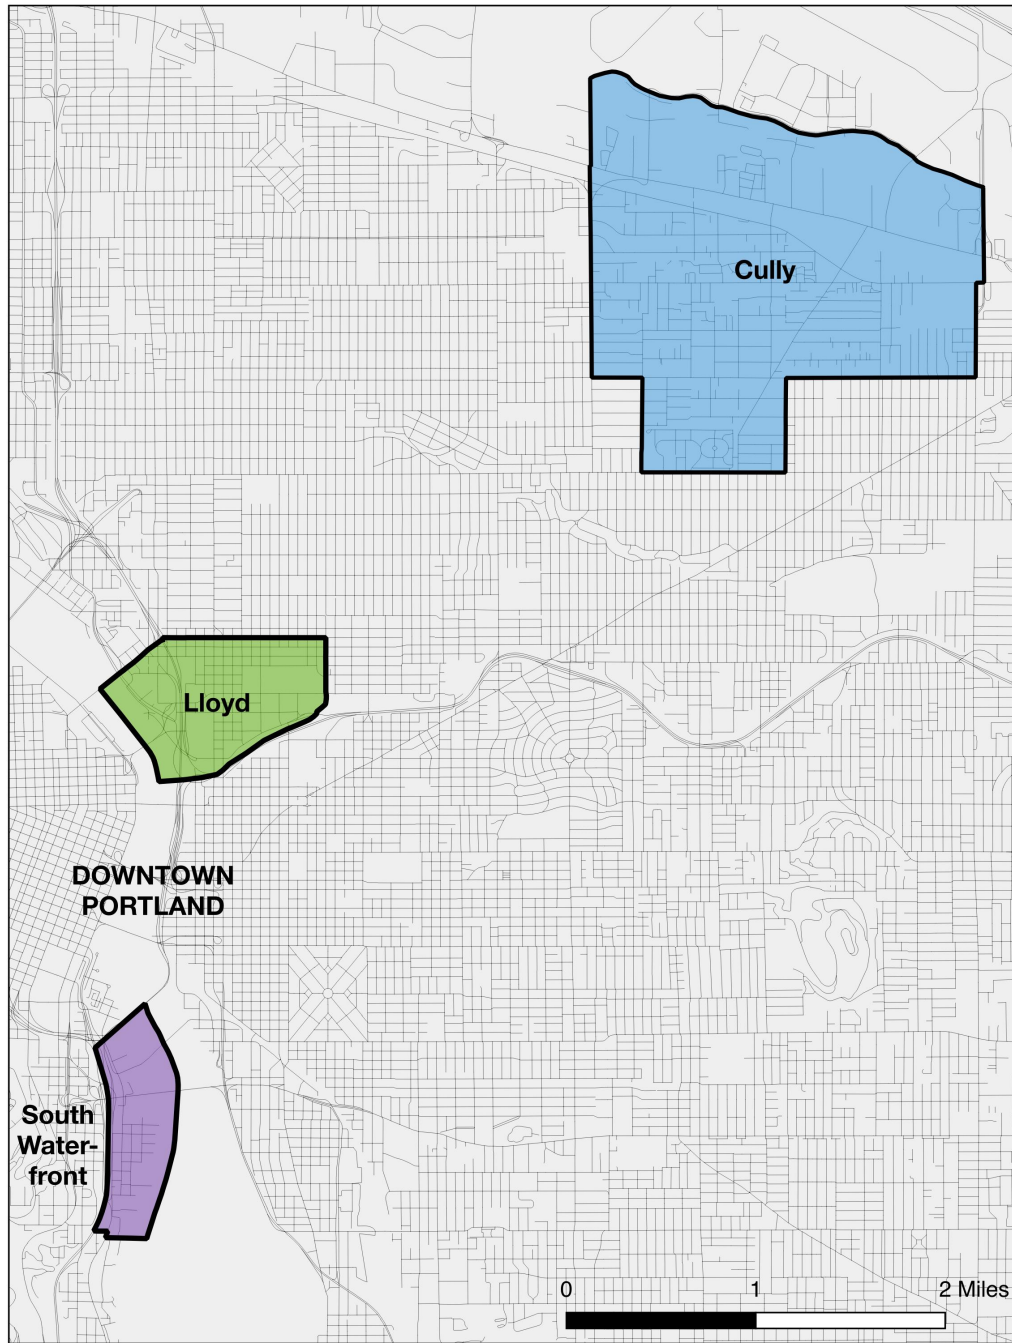 Cully
Lloyd
DOWNTOWN
PORTLAND
South
Water-
front
0 1 2 Miles